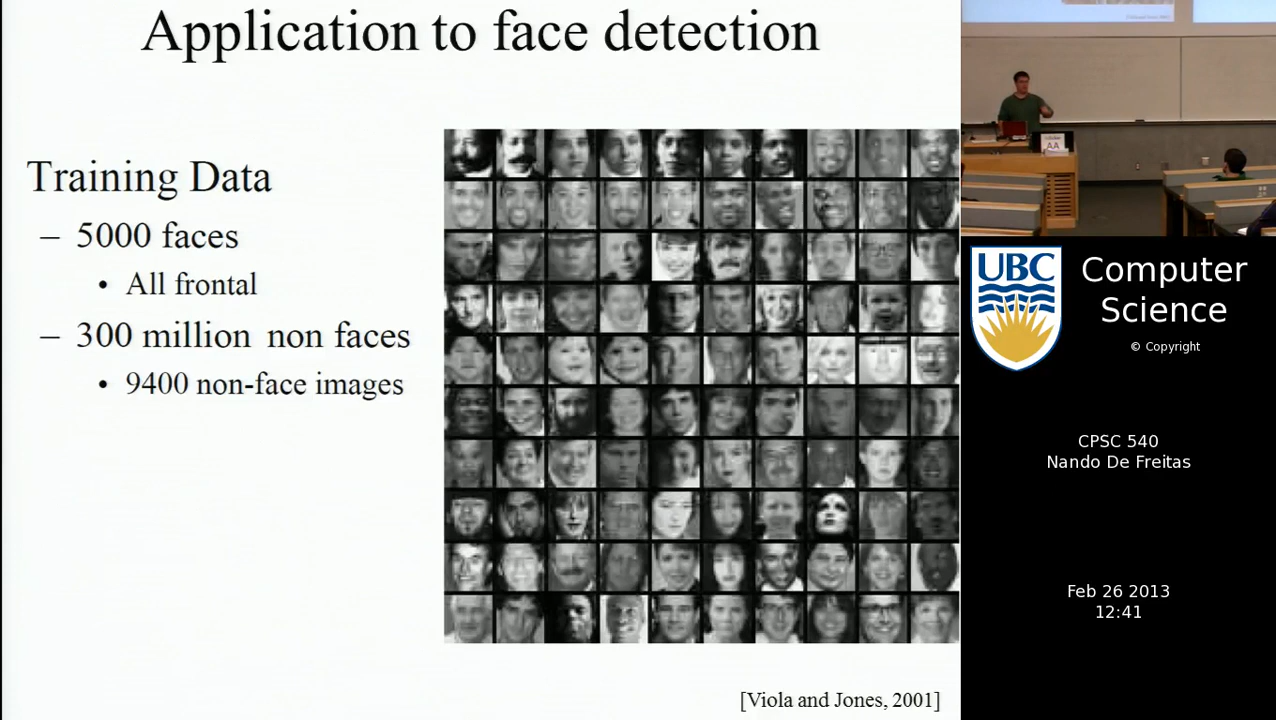 Application to face detection
Training Data
– 5000 faces
• All frontal
– 300 million non faces
• 9400 non-face images
[Viola and Jones, 2001]
AA
UBC
Computer
Science
© Copyright
CPSC 540
Nando De Freitas
Feb 26 2013
12:41